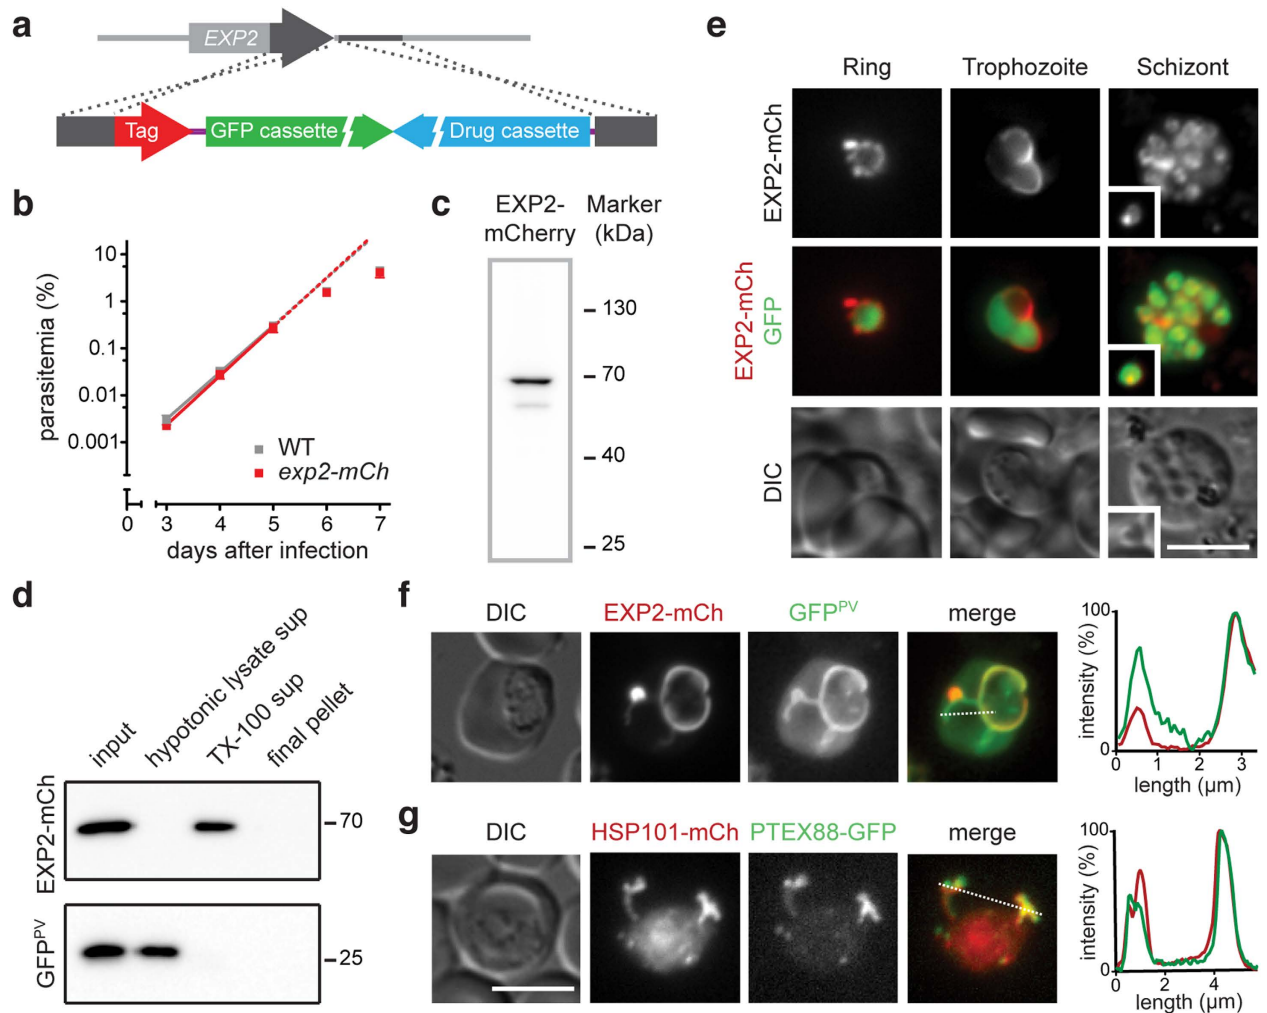 a
EXP2
Tag
GFP cassette
Drug cassette
b
parasitemia (%)
10
1
0.1
0.01
0.001
WT
exp2-mCh
0
3
4
5
6
7
days after infection
c
EXP2-
mCherry
Marker
(kDa)
130
70
40
25
d
input
hypotonic lysate sup
TX-100 sup
final pellet
EXP2-mCh
70
GFPPV
25
e
Ring
Trophozoite
Schizont
EXP2-mCh
EXP2-mCh
GFP
DIC
f
DIC
EXP2-mCh
GFPPV
merge
intensity (%)
100
0
0
1
2
3
length (µm)
g
DIC
HSP101-mCh
PTEX88-GFP
merge
intensity (%)
100
0
0
2
4
length (µm)